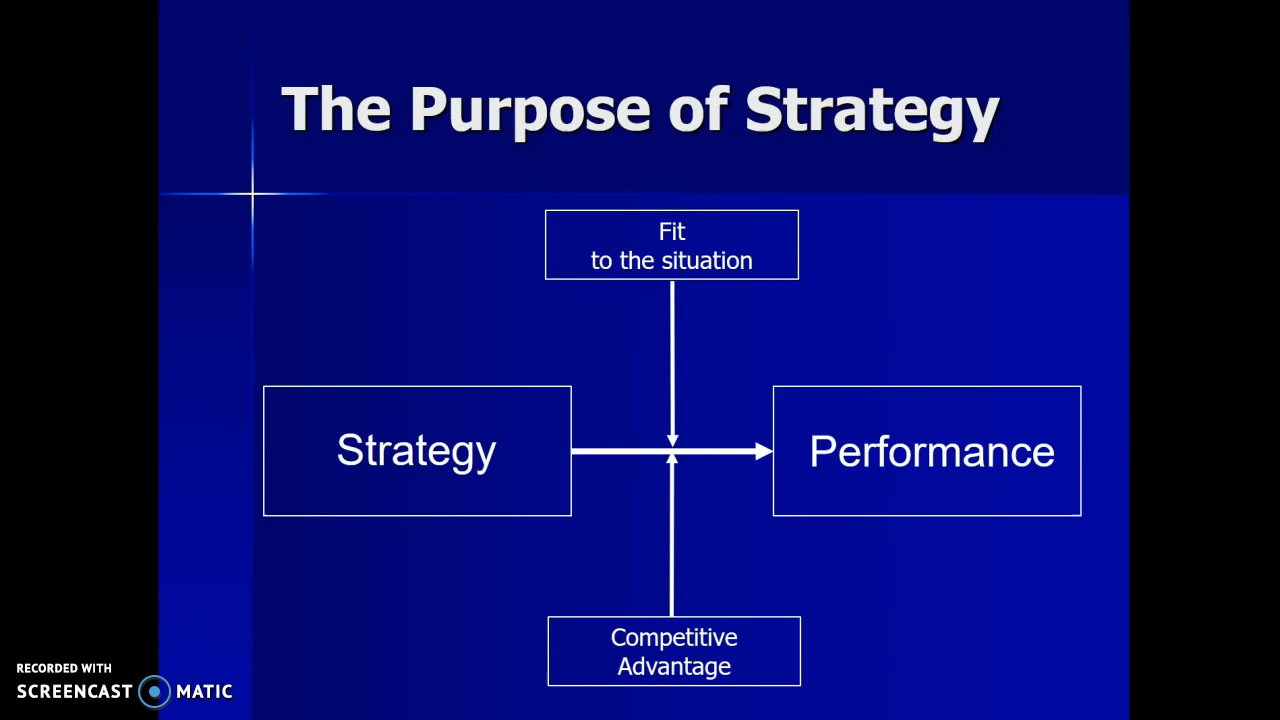 The Purpose of Strategy
Fit
to the situation
Strategy
Performance
Competitive
Advantage
RECORDED WITH
SCREENCAST MATIC